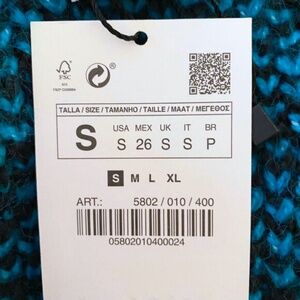 FSC
TALLA / SIZE / TAMANHO / TAILLE / MAAT / ΜΕΓΕΘΟΣ
S
USA MEX UK IT BR
S 26 S S P
S M L XL
ART.: 5802 / 010 / 400
05802010400024